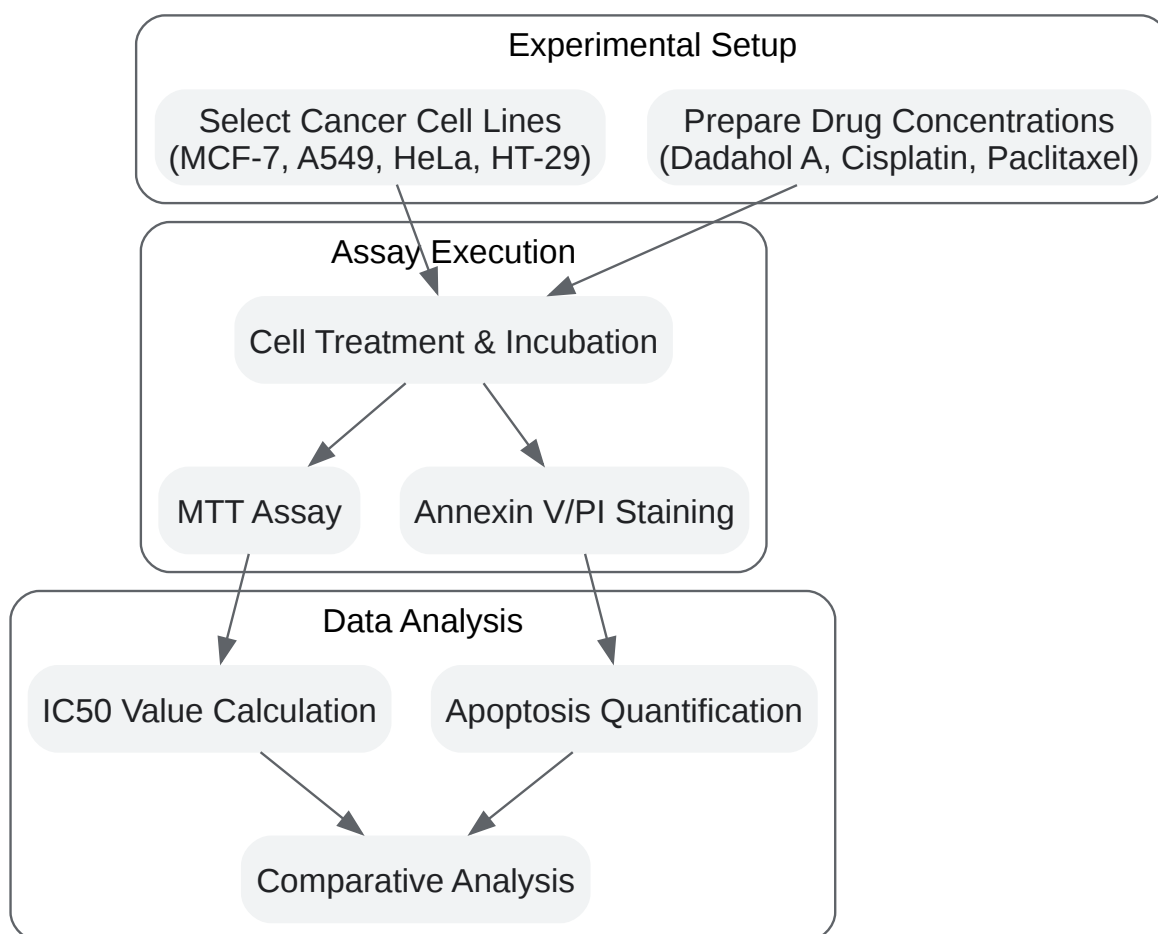 Experimental Setup
Select Cancer Cell Lines
(MCF-7, A549, HeLa, HT-29)
Prepare Drug Concentrations
(Dadahol A, Cisplatin, Paclitaxel)
Assay Execution
Cell Treatment & Incubation
MTT Assay
Annexin V/PI Staining
Data Analysis
IC50 Value Calculation
Apoptosis Quantification
Comparative Analysis